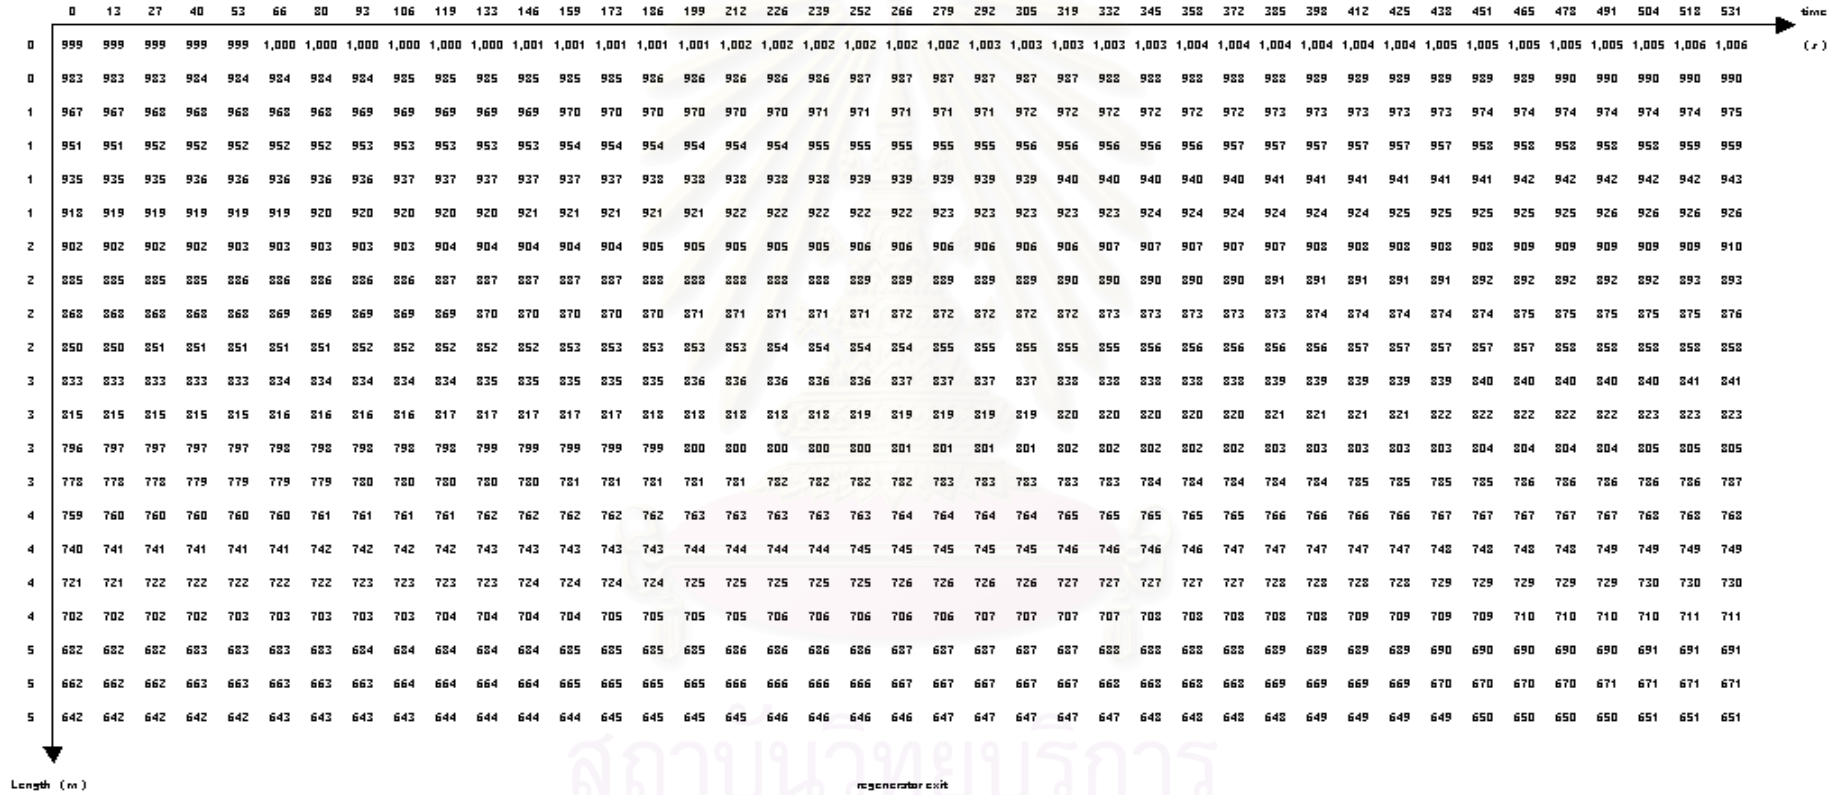 0 13 27 40 53 66 80 93 106 119 133 146 159 173 186 199 212 226 239 252 266 279 292 305 319 332 345 358 372 385 398 412 425 438 451 465 478 491 504 518 531 time
0 999 999 999 999 999 1,000 1,000 1,000 1,000 1,000 1,000 1,001 1,001 1,001 1,001 1,001 1,002 1,002 1,002 1,002 1,002 1,002 1,003 1,003 1,003 1,003 1,003 1,004 1,004 1,004 1,004 1,004 1,004 1,005 1,005 1,005 1,005 1,005 1,005 1,006 1,006 (s)
0 983 983 983 984 984 984 984 984 985 985 985 985 985 985 986 986 986 986 986 987 987 987 987 987 987 988 988 988 988 988 989 989 989 989 989 989 990 990 990 990 990
1 967 967 968 968 968 968 968 969 969 969 969 969 970 970 970 970 970 970 971 971 971 971 971 972 972 972 972 972 972 973 973 973 973 973 974 974 974 974 974 974 975
1 951 951 952 952 952 952 952 953 953 953 953 953 954 954 954 954 954 954 955 955 955 955 955 956 956 956 956 956 957 957 957 957 957 957 958 958 958 958 958 959 959
1 935 935 935 936 936 936 936 936 937 937 937 937 937 937 938 938 938 938 938 939 939 939 939 939 940 940 940 940 940 941 941 941 941 941 941 942 942 942 942 942 943
1 918 919 919 919 919 919 920 920 920 920 920 921 921 921 921 921 922 922 922 922 922 923 923 923 923 923 924 924 924 924 924 924 925 925 925 925 925 926 926 926 926
2 902 902 902 902 903 903 903 903 903 904 904 904 904 904 905 905 905 905 905 906 906 906 906 906 906 907 907 907 907 907 908 908 908 908 908 909 909 909 909 909 910
2 885 885 885 885 886 886 886 886 886 887 887 887 887 887 888 888 888 888 888 889 889 889 889 889 890 890 890 890 890 891 891 891 891 891 892 892 892 892 892 893 893
2 868 868 868 868 868 869 869 869 869 869 870 870 870 870 870 871 871 871 871 871 872 872 872 872 872 873 873 873 873 873 874 874 874 874 874 875 875 875 875 875 876
2 850 850 851 851 851 851 851 852 852 852 852 852 853 853 853 853 853 854 854 854 854 855 855 855 855 855 856 856 856 856 856 857 857 857 857 857 858 858 858 858 858
3 833 833 833 833 833 834 834 834 834 834 835 835 835 835 835 836 836 836 836 836 837 837 837 837 838 838 838 838 838 839 839 839 839 839 840 840 840 840 840 841 841
3 815 815 815 815 815 816 816 816 816 817 817 817 817 817 818 818 818 818 818 819 819 819 819 819 820 820 820 820 820 821 821 821 821 822 822 822 822 822 823 823 823
3 796 797 797 797 797 798 798 798 798 798 799 799 799 799 799 800 800 800 800 800 801 801 801 801 802 802 802 802 802 803 803 803 803 803 804 804 804 804 805 805 805
3 778 778 778 779 779 779 779 780 780 780 780 780 781 781 781 781 781 782 782 782 782 783 783 783 783 783 784 784 784 784 784 785 785 785 785 786 786 786 786 786 787
4 759 760 760 760 760 760 761 761 761 761 762 762 762 762 762 763 763 763 763 763 764 764 764 764 765 765 765 765 765 766 766 766 766 767 767 767 767 767 768 768 768
4 740 741 741 741 741 741 742 742 742 742 743 743 743 743 743 744 744 744 744 745 745 745 745 745 746 746 746 746 747 747 747 747 747 748 748 748 748 749 749 749 749
4 721 721 722 722 722 722 722 723 723 723 723 724 724 724 724 725 725 725 725 725 726 726 726 726 727 727 727 727 727 728 728 728 728 729 729 729 729 729 730 730 730
4 702 702 702 702 703 703 703 703 703 704 704 704 704 705 705 705 705 706 706 706 706 706 707 707 707 707 708 708 708 708 708 709 709 709 709 710 710 710 710 711 711
5 682 682 682 683 683 683 683 684 684 684 684 684 685 685 685 685 686 686 686 686 687 687 687 687 687 688 688 688 688 689 689 689 689 690 690 690 690 690 691 691 691
5 662 662 662 663 663 663 663 663 664 664 664 664 665 665 665 665 666 666 666 666 667 667 667 667 667 668 668 668 668 669 669 669 669 670 670 670 670 671 671 671 671
5 642 642 642 642 642 643 643 643 643 644 644 644 644 645 645 645 645 646 646 646 646 647 647 647 647 647 648 648 648 648 649 649 649 649 650 650 650 650 651 651 651
สถาบันวิทยบริการ
Length (m) regenerator exit